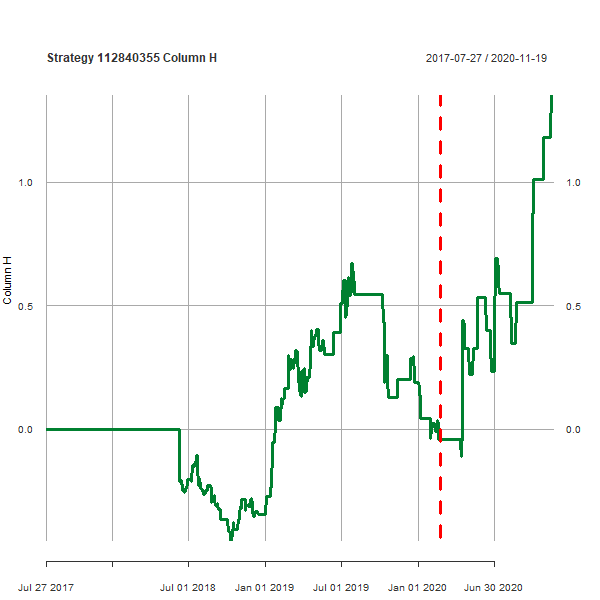 Strategy 112840355 Column H
2017-07-27 / 2020-11-19
Column H
1.0
1.0
0.5
0.5
0.0
0.0
Jul 27 2017
Jul 01 2018
Jan 01 2019
Jul 01 2019
Jan 01 2020
Jun 30 2020